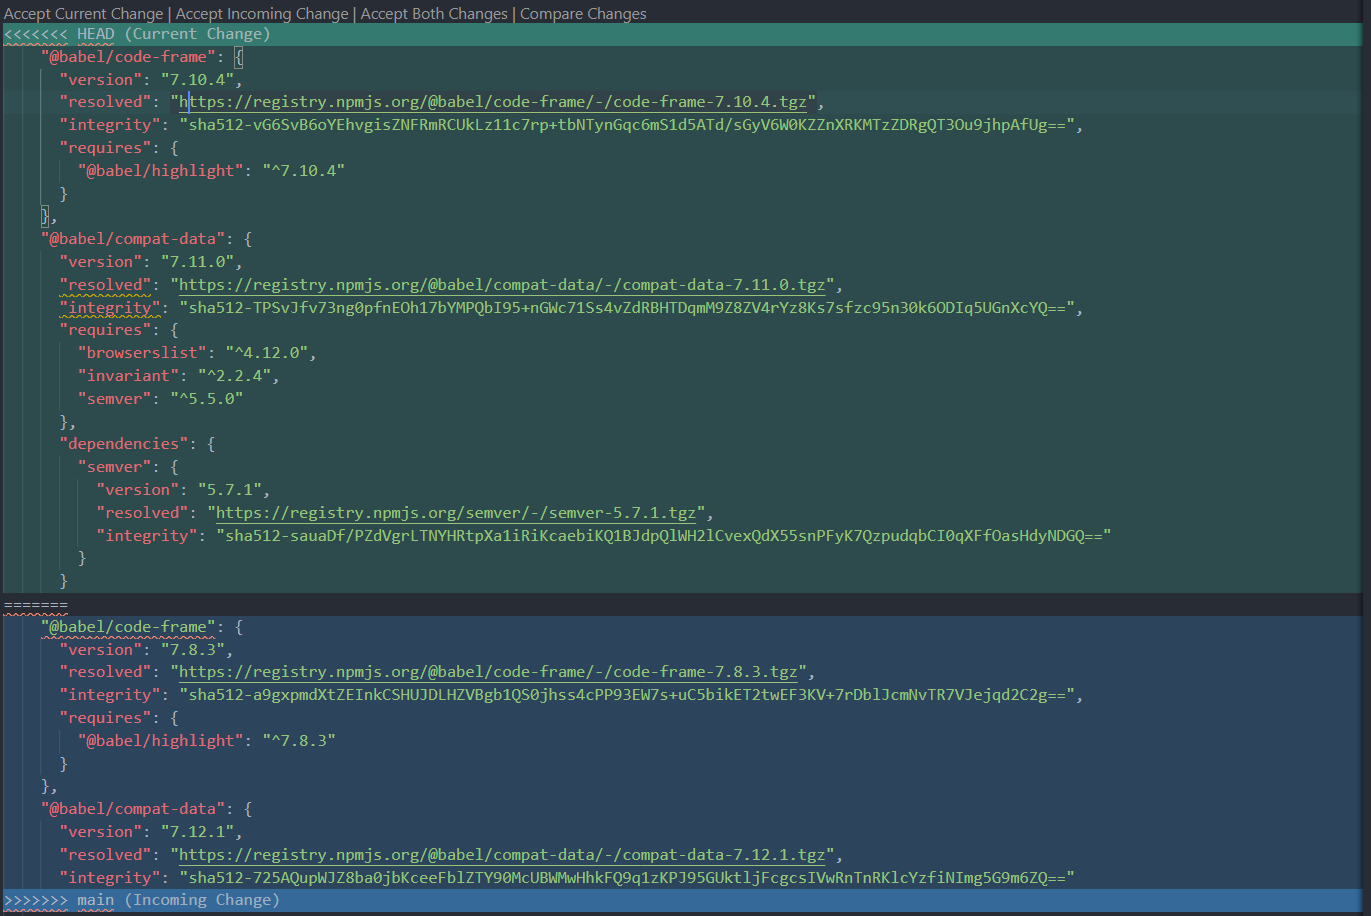 Accept Current Change | Accept Incoming Change | Accept Both Changes | Compare Changes
<<<<<<< HEAD (Current Change)
"@babel/code-frame": {
"version": "7.10.4",
"resolved": "https://registry.npmjs.org/@babel/code-frame/-/code-frame-7.10.4.tgz",
"integrity": "sha512-vG6SvB6oYEhvgisZNFRmRCUkLz11c7rp+tbNTynGqc6mS1d5ATd/sGyV6W0KZZnXRKMTzZDRgQT3Ou9jhpAfUg==",
"requires": {
"@babel/highlight": "^7.10.4"
}
},
"@babel/compat-data": {
"version": "7.11.0",
"resolved": "https://registry.npmjs.org/@babel/compat-data/-/compat-data-7.11.0.tgz",
"integrity": "sha512-TPSvJfv73ng0pfnEOh17bYMPQbI95+nGWc71Ss4vZdRBHTDqmM9Z8ZV4rYz8Ks7sfzc95n30k6ODIq5UGnXcYQ==",
"requires": {
"browserslist": "^4.12.0",
"invariant": "^2.2.4",
"semver": "^5.5.0"
},
"dependencies": {
"semver": {
"version": "5.7.1",
"resolved": "https://registry.npmjs.org/semver/-/semver-5.7.1.tgz",
"integrity": "sha512-sauaDf/PZdVgrLTNYHRtpXa1iRiKcaebiKQ1BJdpQlWH2lCvexQdX55snPFyK7QzpudqbCI0qXFfOasHdyNDGQ=="
}
}
=======
"@babel/code-frame": {
"version": "7.8.3",
"resolved": "https://registry.npmjs.org/@babel/code-frame/-/code-frame-7.8.3.tgz",
"integrity": "sha512-a9gxpmdXtZEInkCSHUJDLHZVBgb1QS0jhss4cPP93EW7s+uC5bikET2twEF3KV+7rDblJcmNvTR7VJejqd2C2g==",
"requires": {
"@babel/highlight": "^7.8.3"
}
},
"@babel/compat-data": {
"version": "7.12.1",
"resolved": "https://registry.npmjs.org/@babel/compat-data/-/compat-data-7.12.1.tgz",
"integrity": "sha512-725AQupWJZ8ba0jbKceeFblZTY90McUBWMwHhkFQ9q1zKPJ95GUktljFcgcsIVwRnTnRKlcYzfiNImg5G9m6ZQ=="
>>>>>>> main (Incoming Change)